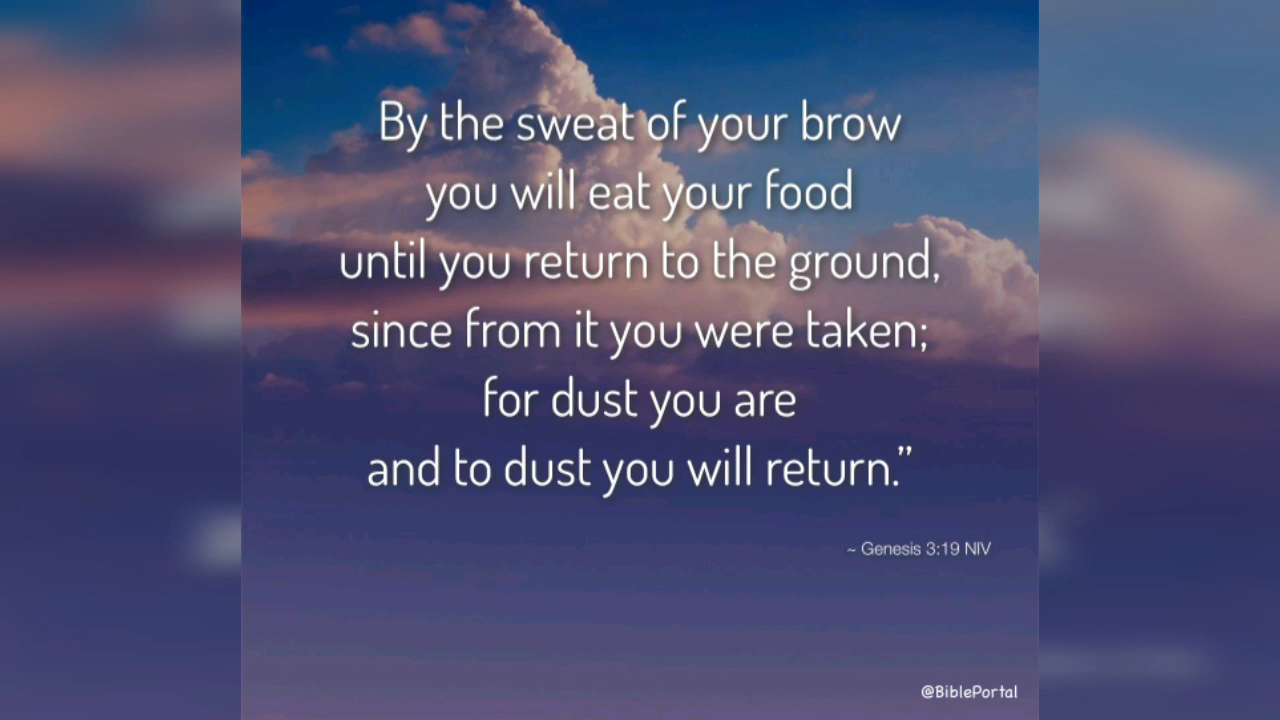 By the sweat of your brow
you will eat your food
until you return to the ground,
since from it you were taken;
for dust you are
and to dust you will return.”
~ Genesis 3:19 NIV
@BiblePortal